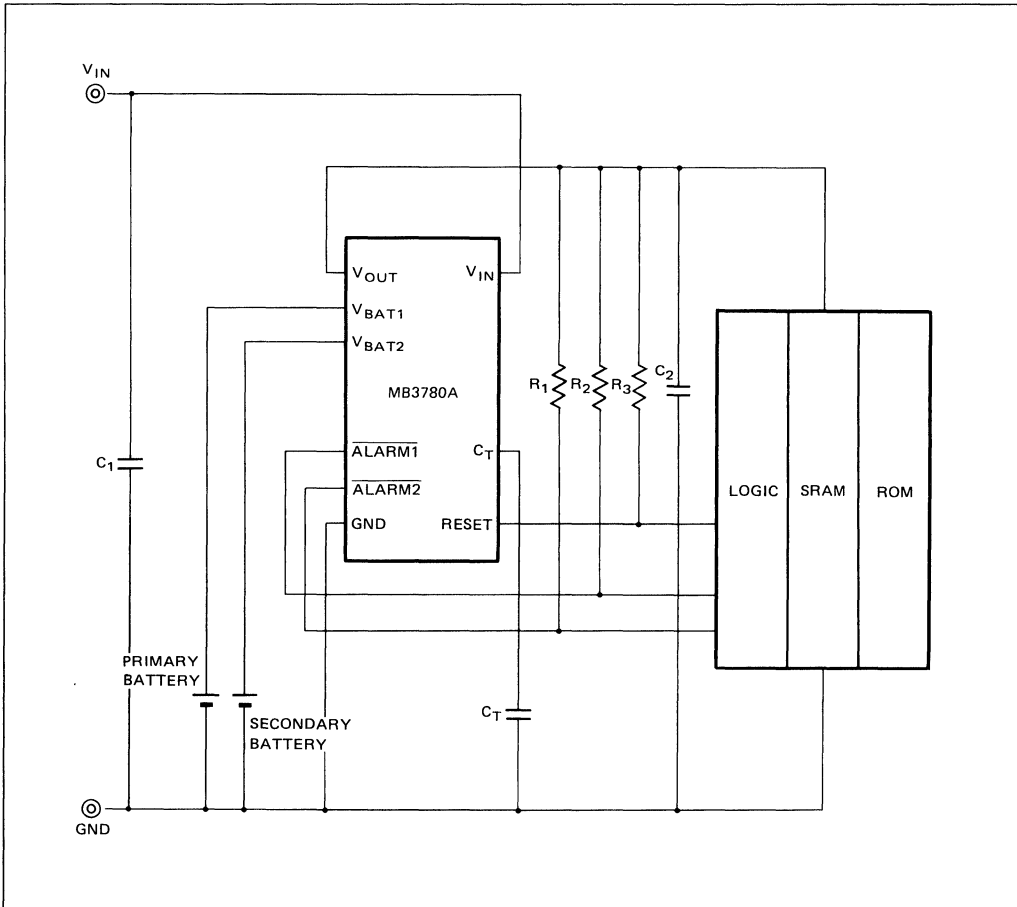 VIN
VOUT
VIN
VBAT1
VBAT2
MB3780A
R1
R2
R3
C2
C1
ALARM1
CT
ALARM2
GND
RESET
LOGIC
SRAM
ROM
PRIMARY
BATTERY
SECONDARY
BATTERY
CT
GND